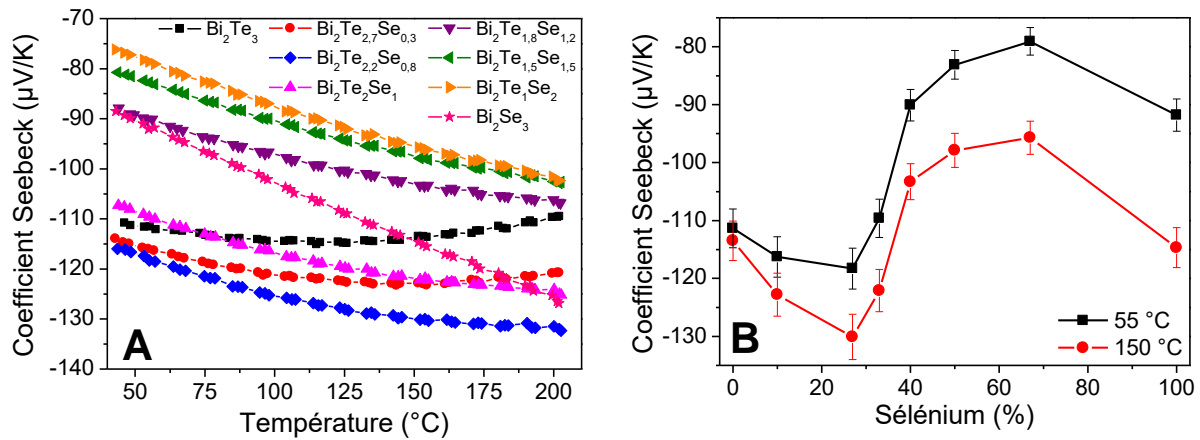 -70
-80
-90
-100
-110
-120
-130
-140
Coefficient Seebeck (µV/K)
Bi2Te3
Bi2Te2,7Se0,3
Bi2Te1,8Se1,2
Bi2Te2,2Se0,8
Bi2Te1,5Se1,5
Bi2Te2Se1
Bi2Te1Se2
Bi2Se3
A
50 75 100 125 150 175 200
Température (°C)
-80
-90
-100
-110
-120
-130
Coefficient Seebeck (µV/K)
55 °C
150 °C
B
0 20 40 60 80 100
Sélénium (%)